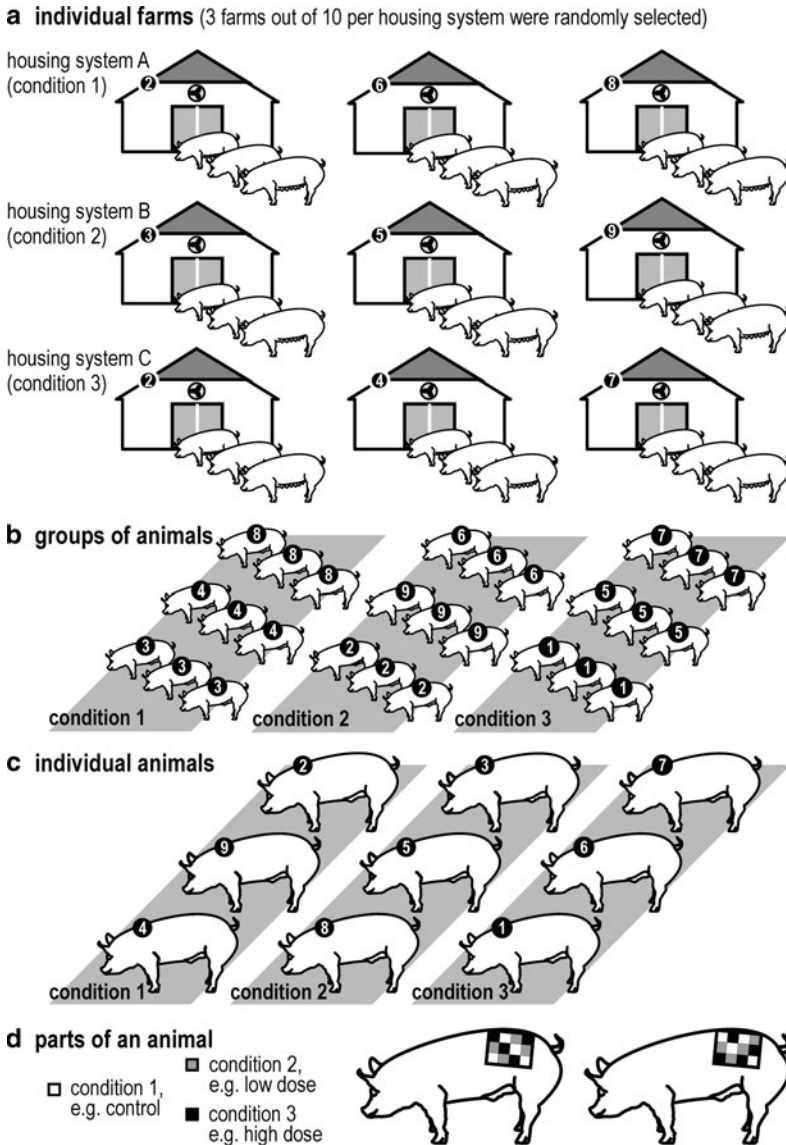 a individual farms (3 farms out of 10 per housing system were randomly selected)
housing system A
(condition 1)
2 6 8
housing system B
(condition 2)
3 5 9
housing system C
(condition 3)
2 4 7
b groups of animals
8 6 7
8 6 7
8 6 7
4 9 5
4 9 5
4 9 5
3 2 1
3 2 1
3 2 1
condition 1 condition 2 condition 3
c individual animals
2 3 7
9 5 6
4 8 1
condition 1 condition 2 condition 3
d parts of an animal
condition 1,
e.g. control
condition 2,
e.g. low dose
condition 3
e.g. high dose